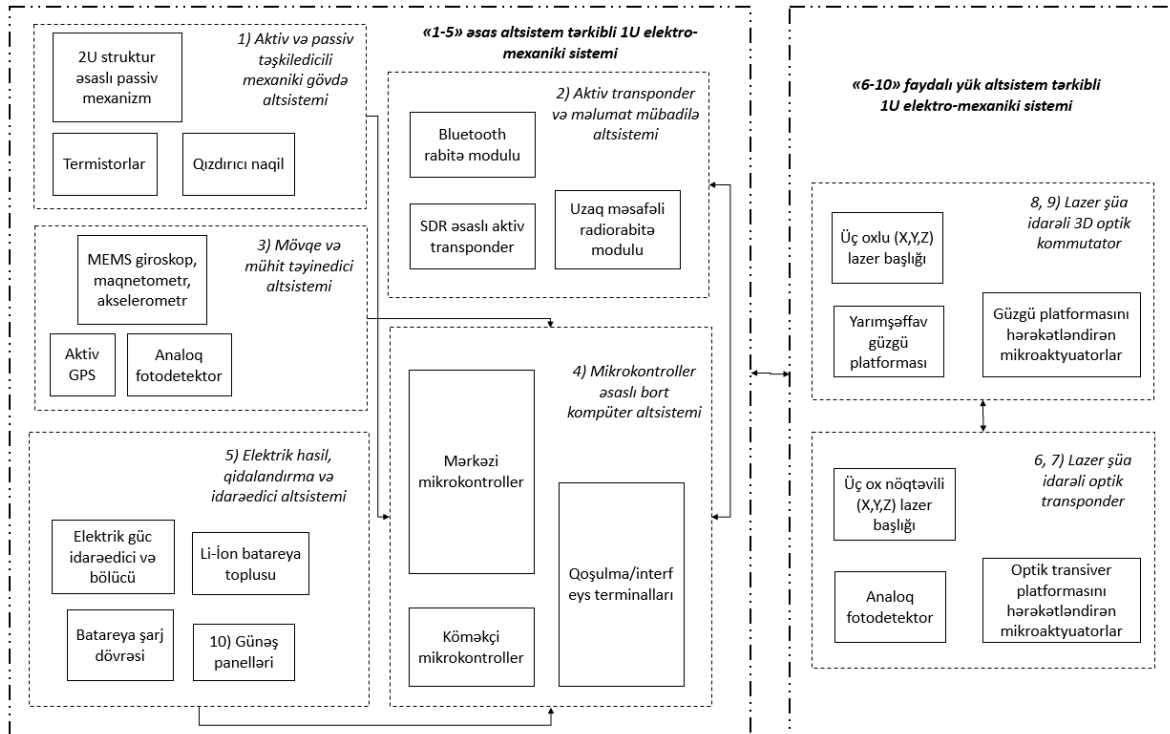 «1-5» əsas altsistem tərkibli 1U elektro-
mexaniki sistemi
1) Aktiv və passiv
təşkiledicili
mexaniki gövdə
altsistemi
2U struktur
əsaslı passiv
mexanizm
Termistorlar
Qızdırıcı naqil
2) Aktiv transponder
və məlumat mübadilə
altsistemi
Bluetooth
rabitə modulu
SDR əsaslı aktiv
transponder
Uzaq məsafəli
radiorabitə
modulu
3) Mövqe və
mühit təyinedici
altsistemi
MEMS giroskop,
maqnetometr,
akselerometr
Aktiv
GPS
Analoq
fotodetektor
4) Mikrokontroller
əsaslı bort
kompüter altsistemi
Mərkəzi
mikrokontroller
Köməkçi
mikrokontroller
Qoşulma/interf
eys terminalları
5) Elektrik hasil,
qidalandırma və
idarəedici altsistemi
Elektrik güc
idarəedici və
bölücü
Li-İon batareya
toplusu
Batareya şarj
dövrəsi
10) Günəş
panelləri
«6-10» faydalı yük altsistem tərkibli
1U elektro-mexaniki sistemi
8, 9) Lazer şüa
idarəli 3D optik
kommutator
Üç oxlu (X,Y,Z)
lazer başlığı
Yarımşəffav
güzgü
platforması
Güzgü platformasını
hərəkətləndirən
mikroaktyuatorlar
6, 7) Lazer şüa
idarəli optik
transponder
Üç ox nöqtəvili
(X,Y,Z) lazer
başlığı
Analoq
fotodetektor
Optik transiver
platformasını
hərəkətləndirən
mikroaktyuatorlar